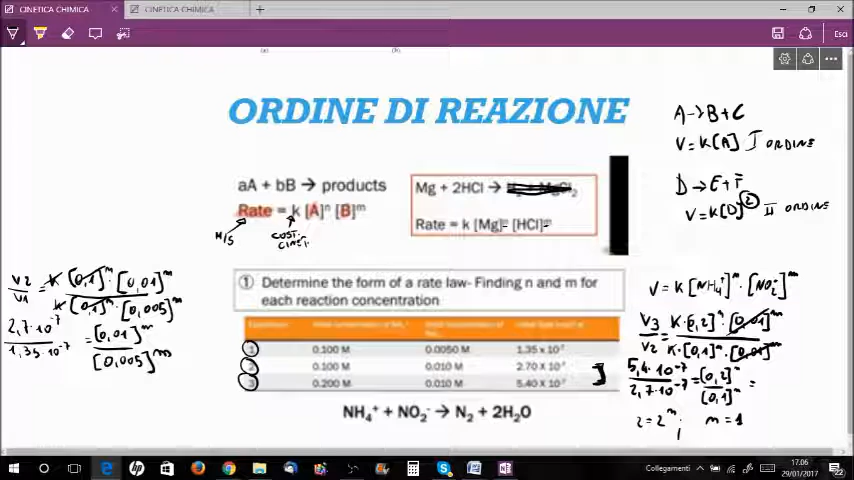 CINETICA CHIMICA
CINETICA CHIMICA
Esci
(a)
(b)
ORDINE DI REAZIONE
aA + bB → products
Rate = k [A]ⁿ [B]ᵐ
M/S
COST. CINET.
Mg + 2HCl →
Rate = k [Mg] [HCl]
A → B + C
V = K[A] I ORDINE
D → E + F
V = K[D]² II ORDINE
V2/V1 = K [0,1]ⁿ · [0,01]ᵐ / K [0,1]ⁿ · [0,005]ᵐ
2,7·10⁻⁷ / 1,35·10⁻⁷ = [0,01]ᵐ / [0,005]ᵐ
1 Determine the form of a rate law- Finding n and m for
each reaction concentration
1 0.100 M 0.0050 M 1.35 x 10⁻⁷
2 0.100 M 0.010 M 2.70 X 10⁻⁷
3 0.200 M 0.010 M 5.40 X 10⁻⁷
NH₄⁺ + NO₂⁻ → N₂ + 2H₂O
V = K [NH₄⁺]ⁿ · [NO₂⁻]ᵐ
V3/V2 = K·[0,2]ⁿ · [0,01]ᵐ / K·[0,1]ⁿ · [0,01]ᵐ
5,4·10⁻⁷ / 2,7·10⁻⁷ = [0,2]ⁿ / [0,1]ⁿ =
2 = 2ⁿ; n = 1
Collegamenti
17.06
29/01/2017